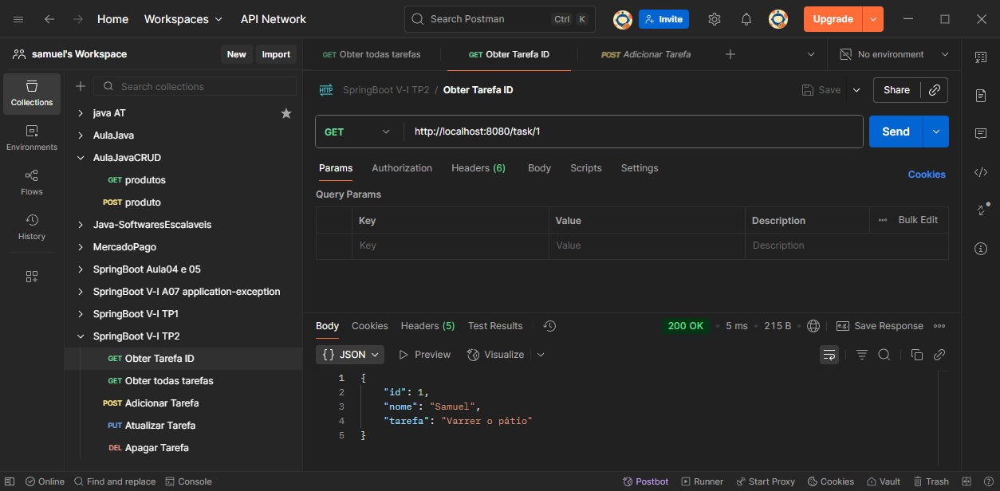 Home Workspaces API Network Search Postman Ctrl K Invite Upgrade
samuel's Workspace New Import GET Obter todas tarefas GET Obter Tarefa ID POST Adicionar Tarefa No environment
Collections
Environments
Flows
History
Search collections
java AT
AulaJava
AulaJavaCRUD
GET produtos
POST produto
Java-SoftwaresEscalaveis
MercadoPago
SpringBoot Aula04 e 05
SpringBoot V-I A07 application-exception
SpringBoot V-I TP1
SpringBoot V-I TP2
GET Obter Tarefa ID
GET Obter todas tarefas
POST Adicionar Tarefa
PUT Atualizar Tarefa
DEL Apagar Tarefa
HTTP SpringBoot V-I TP2 / Obter Tarefa ID Save Share
GET http://localhost:8080/task/1 Send
Params Authorization Headers (6) Body Scripts Settings Cookies
Query Params
Key Value Description Bulk Edit
Key Value Description
Body Cookies Headers (5) Test Results 200 OK 5 ms 215 B e.g. Save Response
{} JSON Preview Visualize
1 {
2 "id": 1,
3 "nome": "Samuel",
4 "tarefa": "Varrer o pátio"
5 }
Online Find and replace Console Postbot Runner Start Proxy Cookies Vault Trash